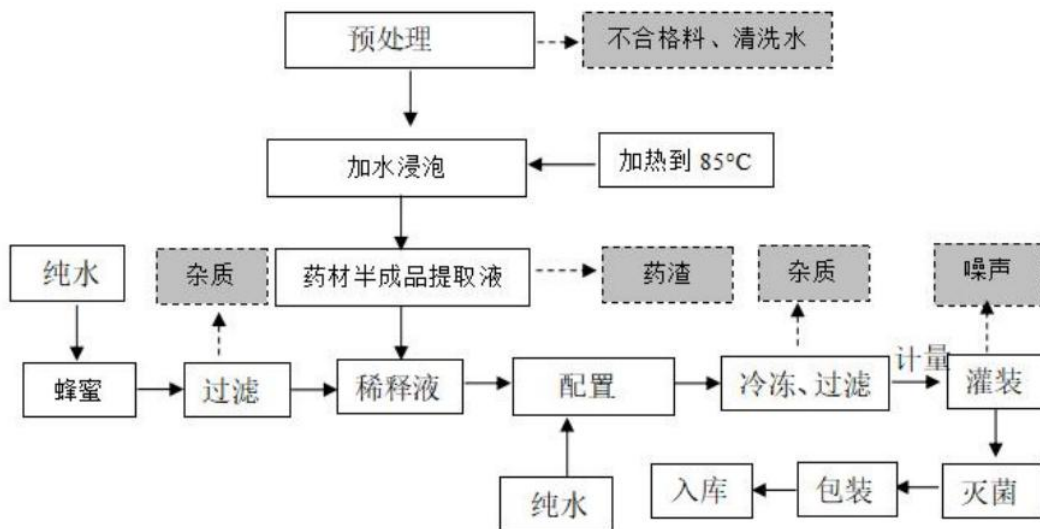 预处理
不合格料、清洗水
加水浸泡
加热到 85°C
纯水
杂质
药材半成品提取液
药渣
杂质
噪声
蜂蜜
过滤
稀释液
配置
冷冻、过滤
计量
灌装
纯水
入库
包装
灭菌